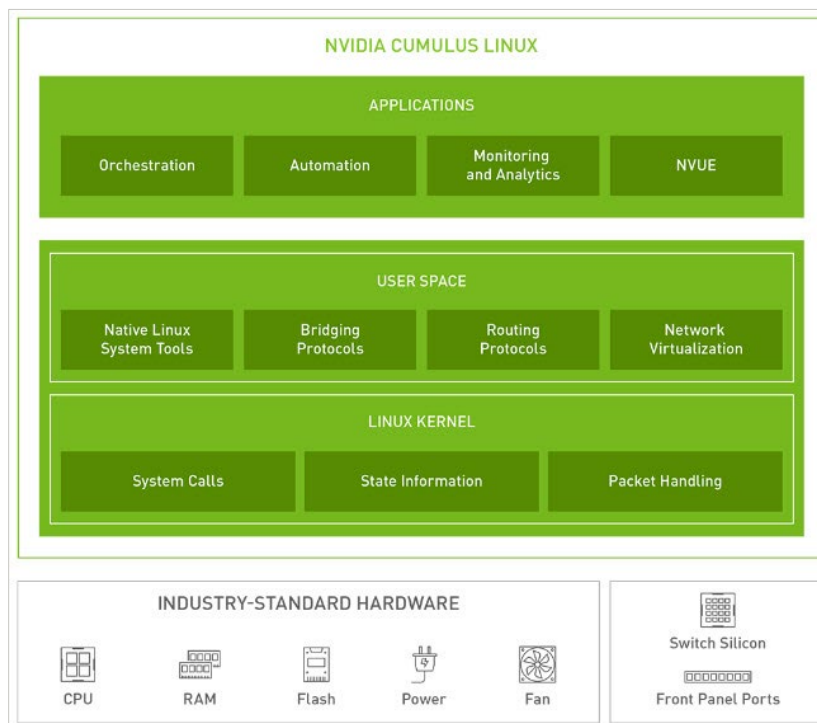 NVIDIA CUMULUS LINUX
APPLICATIONS
Orchestration
Automation
Monitoring
and Analytics
NVUE
USER SPACE
Native Linux
System Tools
Bridging
Protocols
Routing
Protocols
Network
Virtualization
LINUX KERNEL
System Calls
State Information
Packet Handling
INDUSTRY-STANDARD HARDWARE
CPU
RAM
Flash
Power
Fan
Switch Silicon
Front Panel Ports